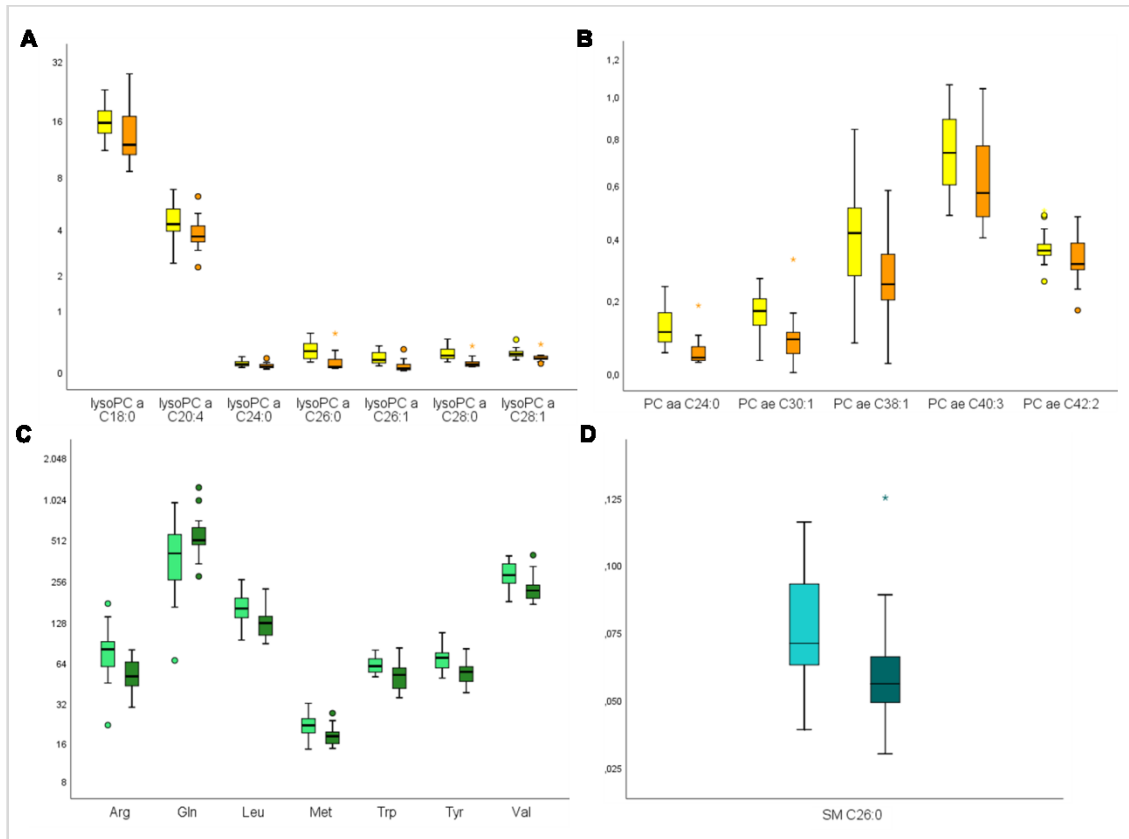 A
32
16
8
4
2
1
0
lysoPC a C18:0
lysoPC a C20:4
lysoPC a C24:0
lysoPC a C26:0
lysoPC a C26:1
lysoPC a C28:0
lysoPC a C28:1
B
1,2
1,0
0,8
0,6
0,4
0,2
0,0
PC aa C24:0
PC ae C30:1
PC ae C38:1
PC ae C40:3
PC ae C42:2
C
2.048
1.024
512
256
128
64
32
16
8
Arg
Gln
Leu
Met
Trp
Tyr
Val
D
,125
,100
,075
,050
,025
SM C26:0